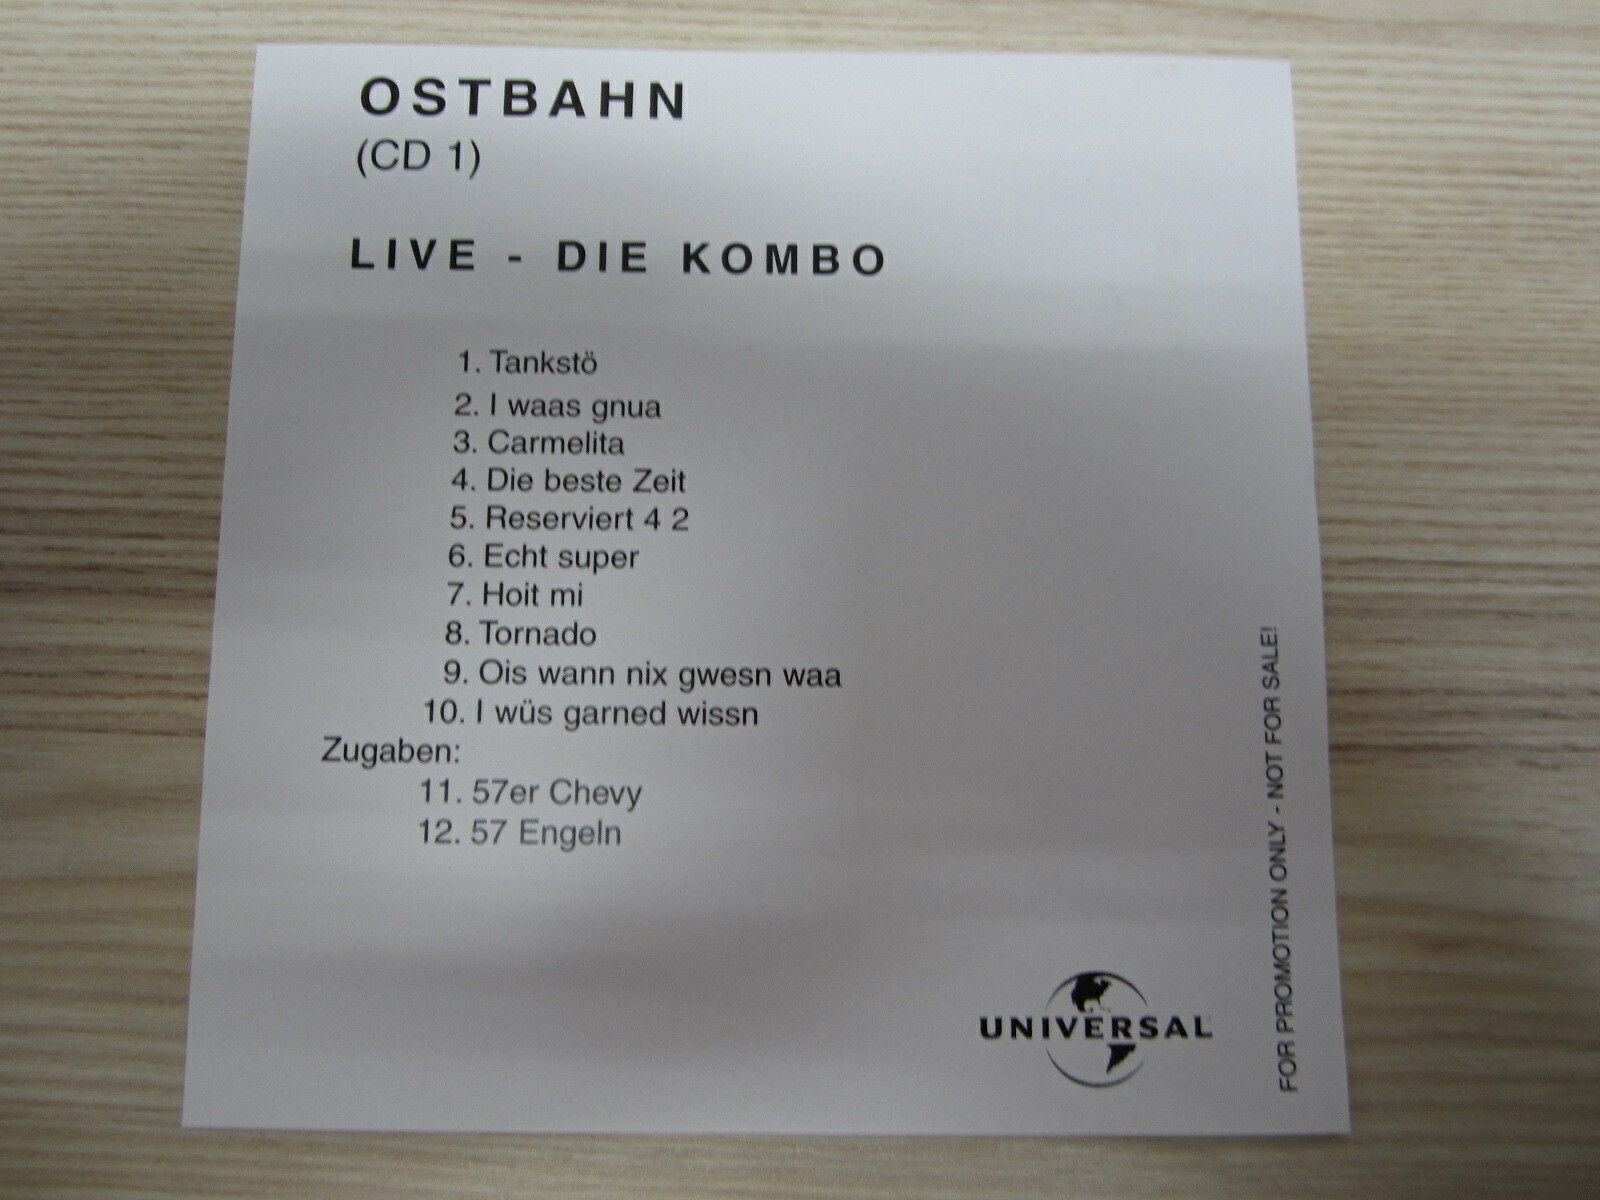 OSTBAHN
(CD 1)
LIVE - DIE KOMBO
1. Tankstö
2. I waas gnua
3. Carmelita
4. Die beste Zeit
5. Reserviert 4 2
6. Echt super
7. Hoit mi
8. Tornado
9. Ois wann nix gwesn waa
10. I wüs garned wissn
Zugaben:
11. 57er Chevy
12. 57 Engeln
UNIVERSAL
FOR PROMOTION ONLY - NOT FOR SALE!